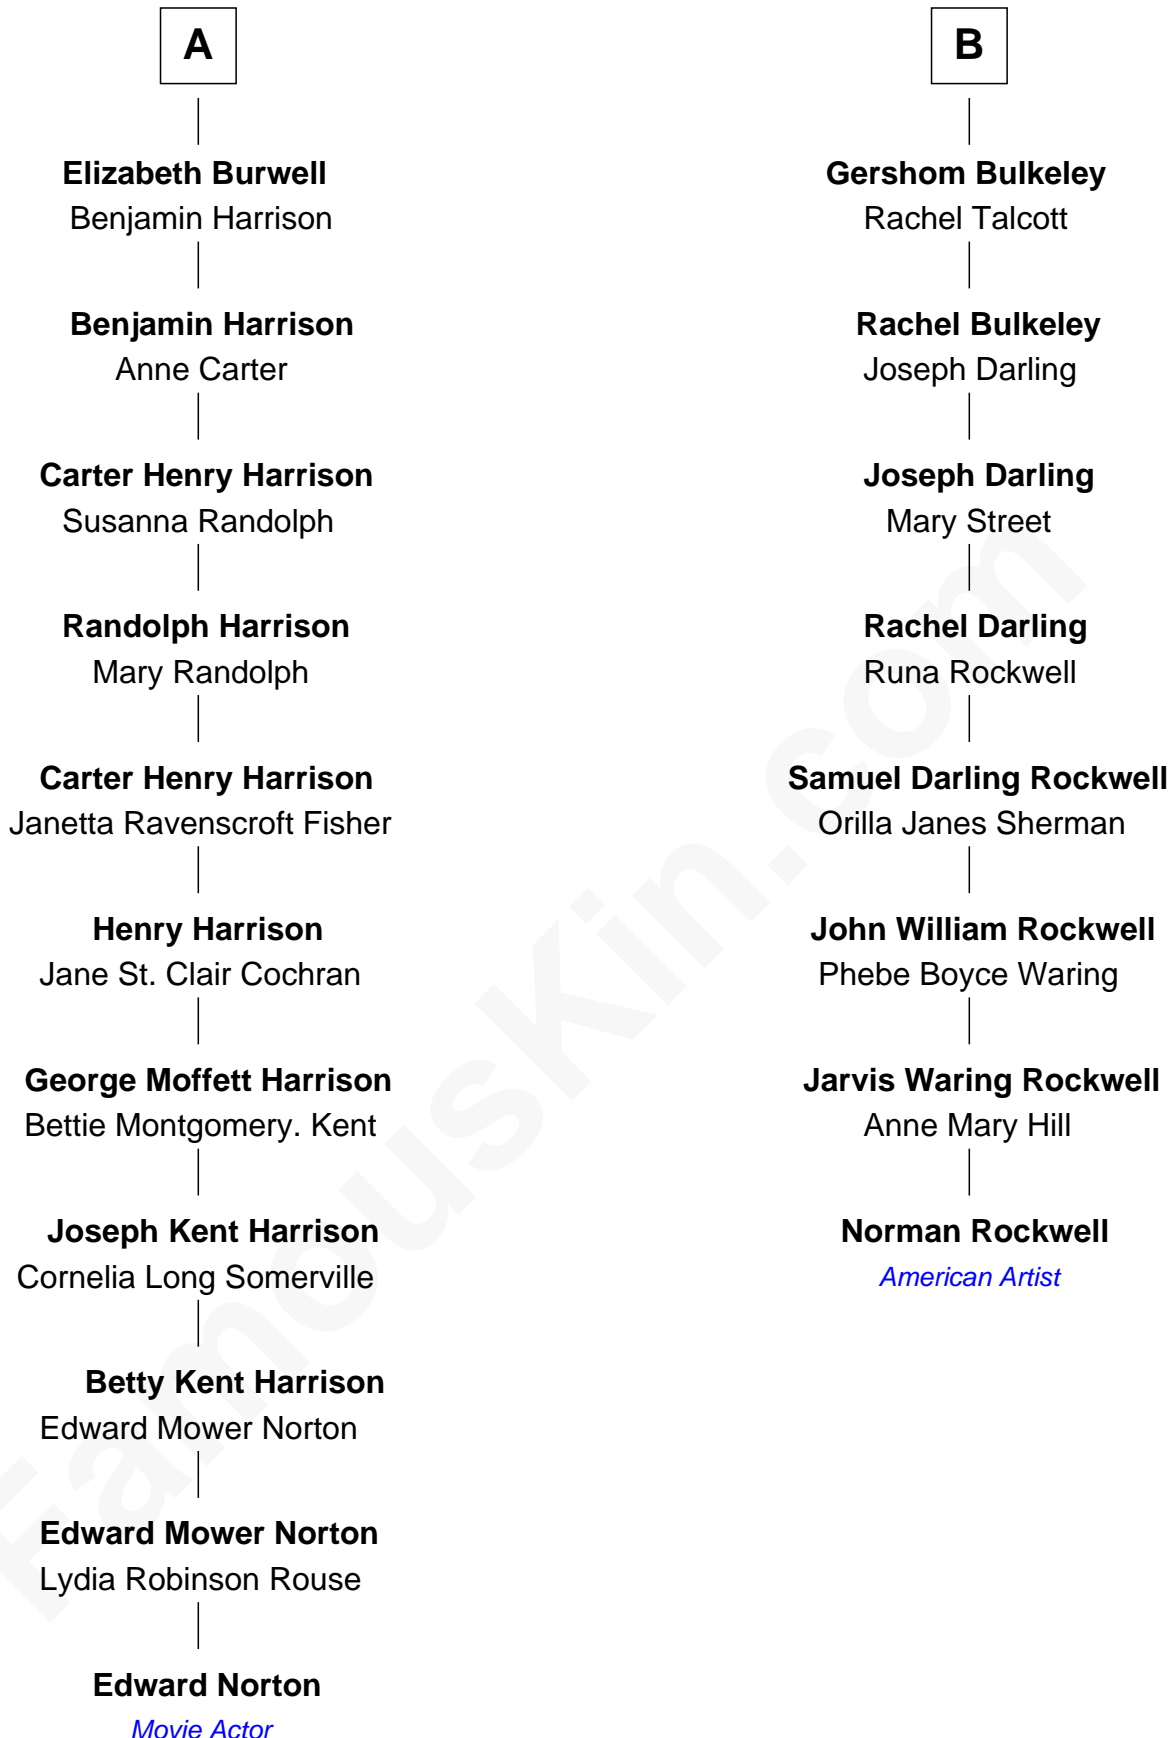 A
Elizabeth Burwell
Benjamin Harrison
Benjamin Harrison
Anne Carter
Carter Henry Harrison
Susanna Randolph
Randolph Harrison
Mary Randolph
Carter Henry Harrison
Janetta Ravenscroft Fisher
Henry Harrison
Jane St. Clair Cochran
George Moffett Harrison
Bettie Montgomery. Kent
Joseph Kent Harrison
Cornelia Long Somerville
Betty Kent Harrison
Edward Mower Norton
Edward Mower Norton
Lydia Robinson Rouse
Edward Norton
Movie Actor
B
Gershom Bulkeley
Rachel Talcott
Rachel Bulkeley
Joseph Darling
Joseph Darling
Mary Street
Rachel Darling
Runa Rockwell
Samuel Darling Rockwell
Orilla Janes Sherman
John William Rockwell
Phebe Boyce Waring
Jarvis Waring Rockwell
Anne Mary Hill
Norman Rockwell
American Artist
FamousKin.com